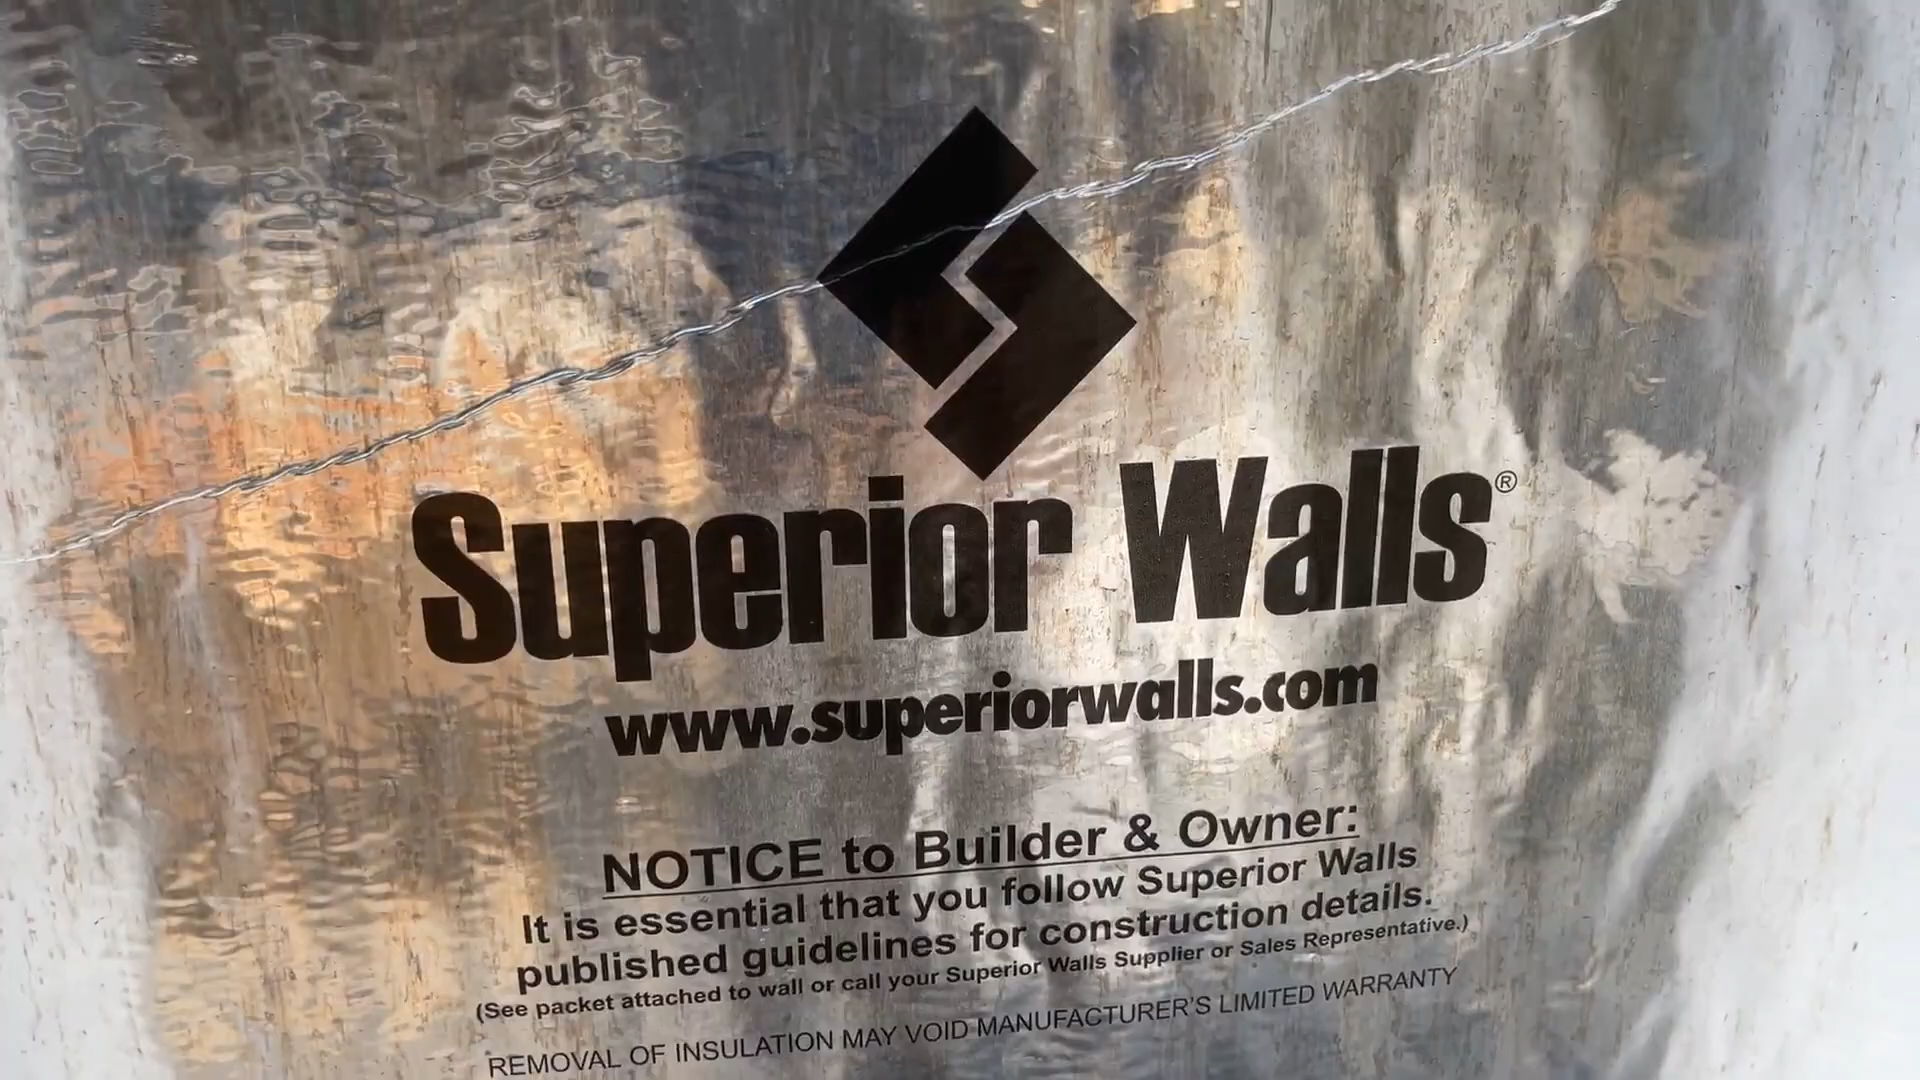 Superior Walls®
www.superiorwalls.com
NOTICE to Builder & Owner:
It is essential that you follow Superior Walls
published guidelines for construction details.
(See packet attached to wall or call your Superior Walls Supplier or Sales Representative.)
REMOVAL OF INSULATION MAY VOID MANUFACTURER'S LIMITED WARRANTY